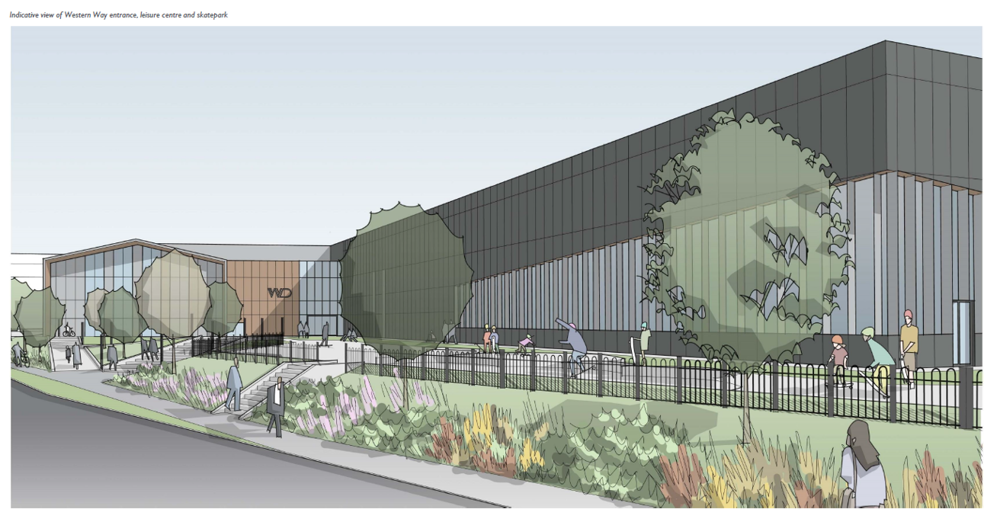 Indicative view of Western Way entrance, leisure centre and skatepark
WD